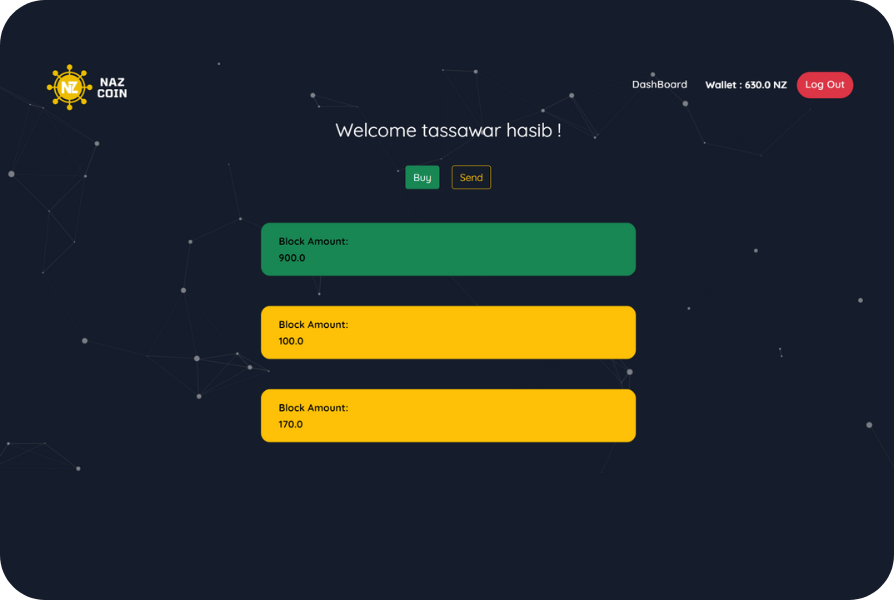 NZ
NAZ
COIN
DashBoard
Wallet : 630.0 NZ
Log Out
Welcome tassawar hasib !
Buy
Send
Block Amount:
900.0
Block Amount:
100.0
Block Amount:
170.0